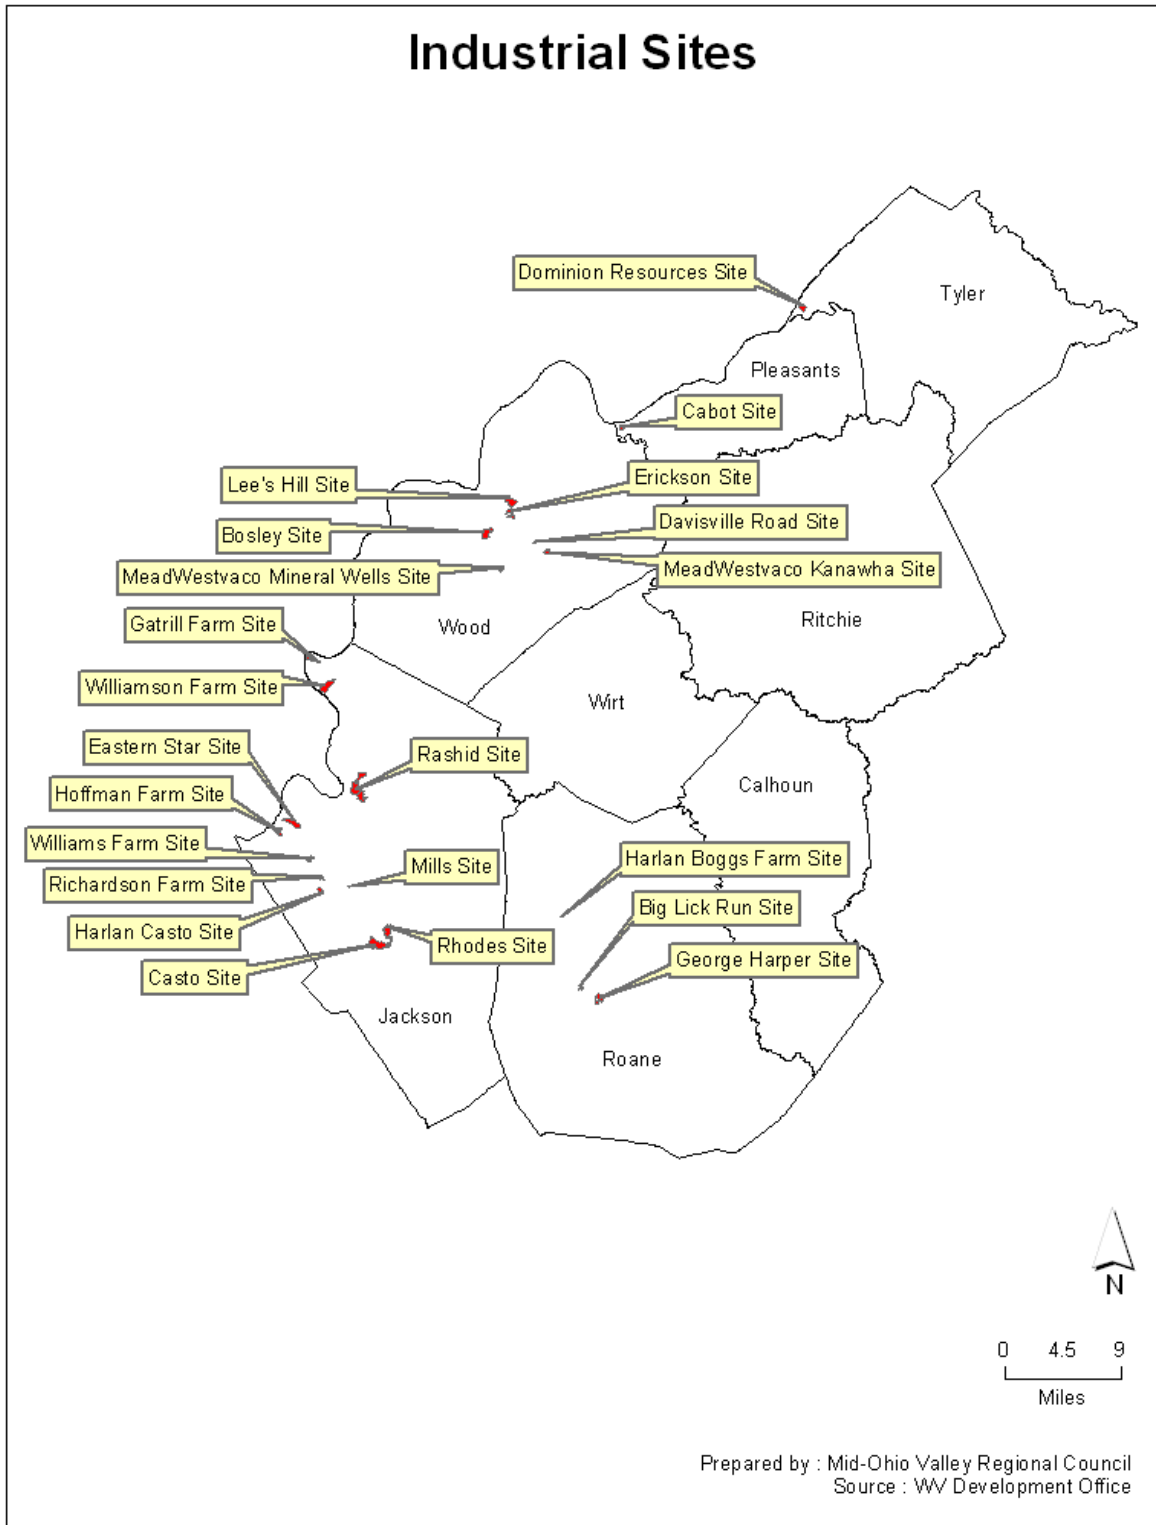 Industrial Sites
Dominion Resources Site
Tyler
Pleasants
Cabot Site
Erickson Site
Lee's Hill Site
Davisville Road Site
Bosley Site
MeadWestvaco Kanawha Site
MeadWestvaco Mineral Wells Site
Ritchie
Gatrill Farm Site
Wood
Williamson Farm Site
Wirt
Eastern Star Site
Rashid Site
Calhoun
Hoffman Farm Site
Williams Farm Site
Harlan Boggs Farm Site
Mills Site
Richardson Farm Site
Big Lick Run Site
Harlan Casto Site
Rhodes Site
George Harper Site
Casto Site
Jackson
Roane
N
0 4.5 9
Miles
Prepared by : Mid-Ohio Valley Regional Council
Source : WV Development Office